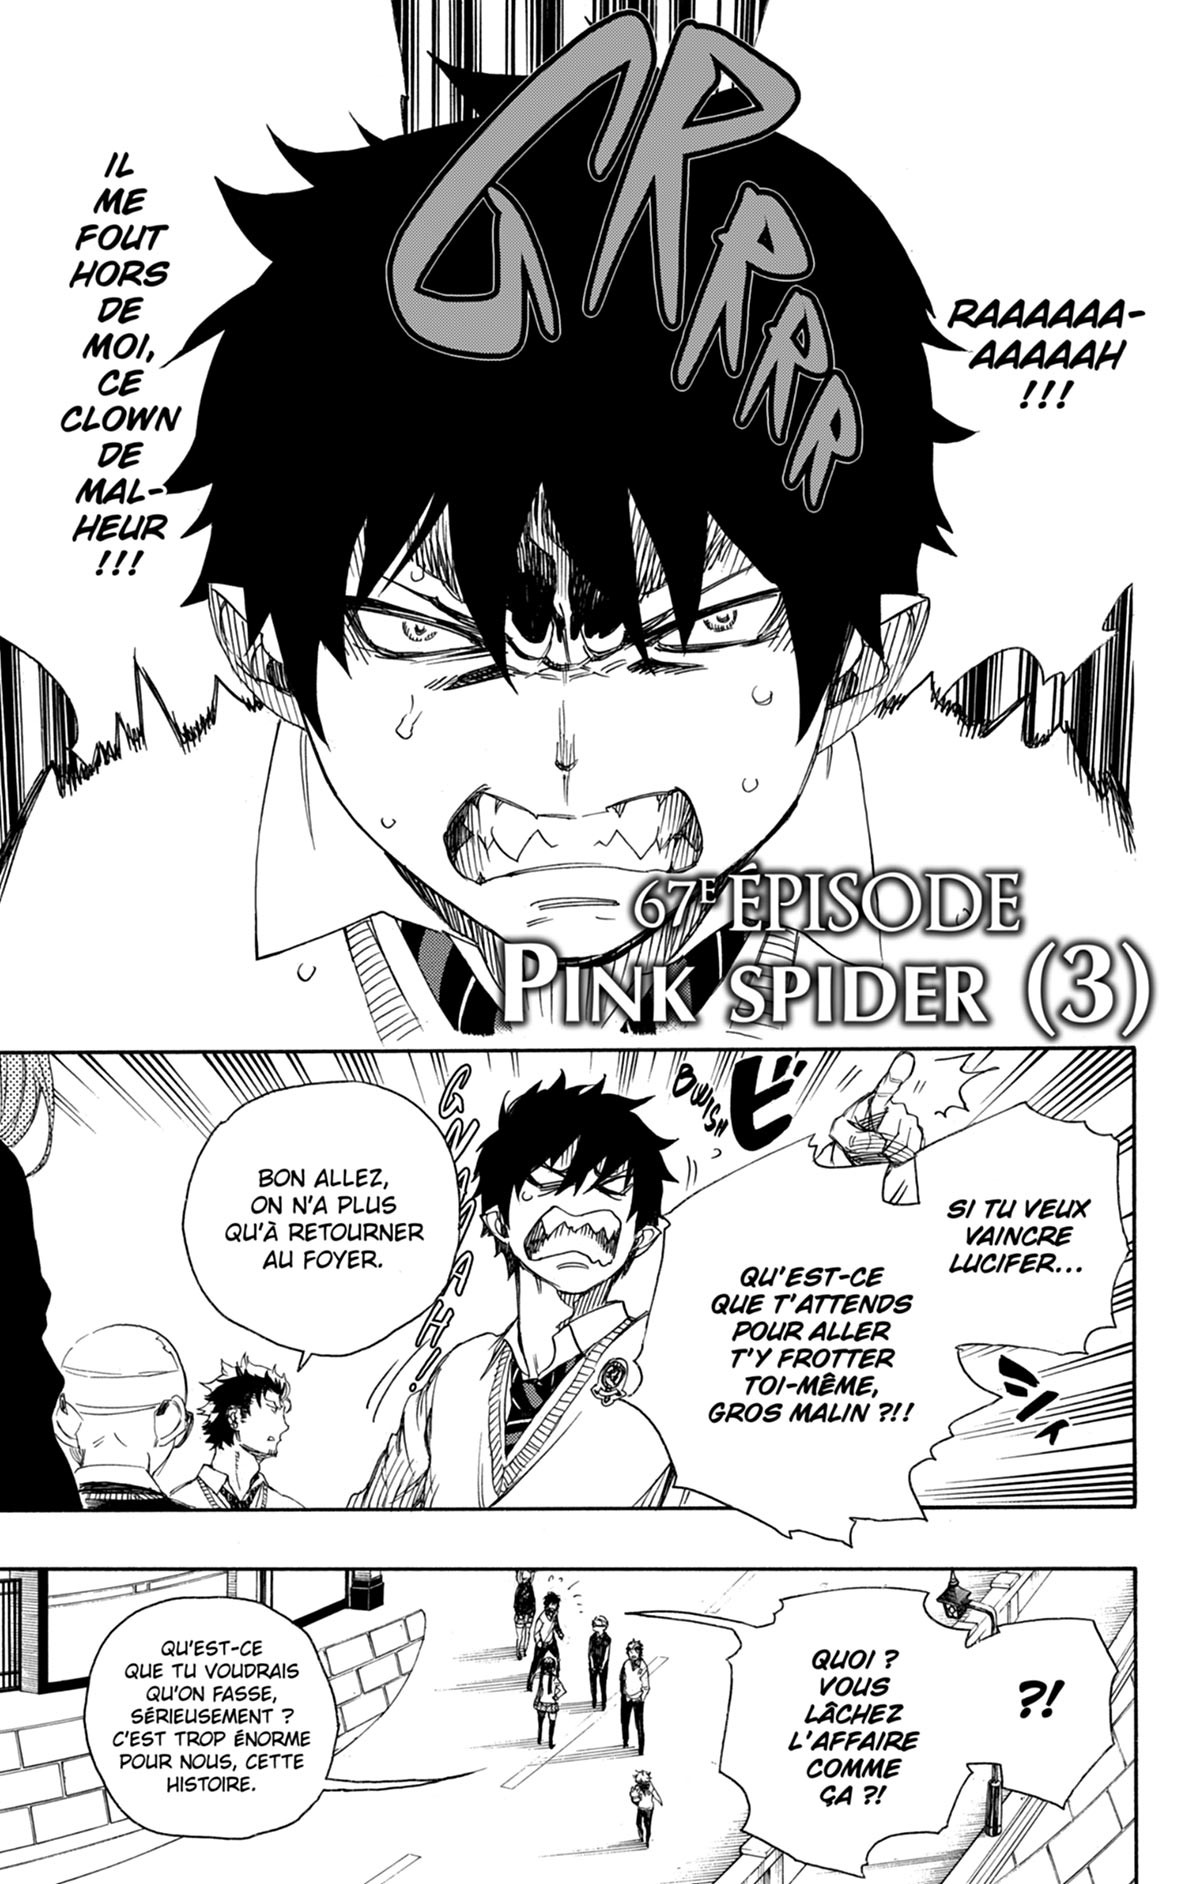 RAAAAAA-
AAAAAH
!!!
GRRRRR
IL
ME
FOUT
HORS
DE
MOI,
CE
CLOWN
DE
MAL-
HEUR
!!!
67E ÉPISODE
PINK SPIDER (3)
SI TU VEUX
VAINCRE
LUCIFER...
QU'EST-CE
QUE T'ATTENDS
POUR ALLER
T'Y FROTTER
TOI-MÊME,
GROS MALIN ?!!
ビ
BWISH
BON ALLEZ,
ON N'A PLUS
QU'À RETOURNER
AU FOYER.
?!
QUOI ?
VOUS
LÂCHEZ
L'AFFAIRE
COMME
ÇA ?!
QU'EST-CE
QUE TU VOUDRAIS
QU'ON FASSE,
SÉRIEUSEMENT ?
C'EST TROP ÉNORME
POUR NOUS, CETTE
HISTOIRE.